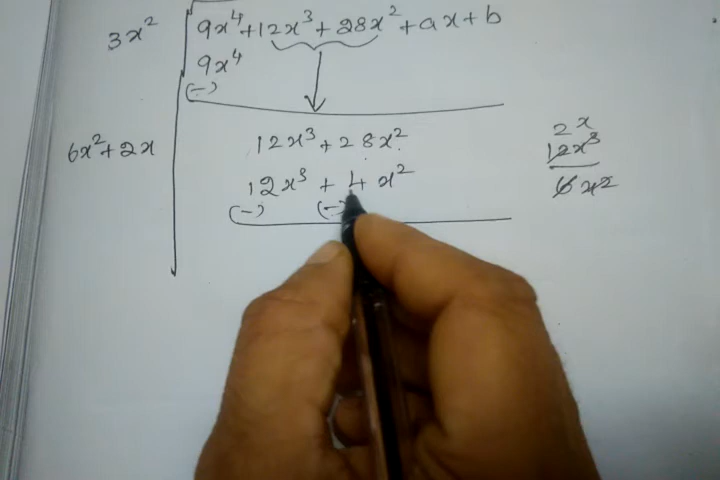 3x² 9x⁴ + 12x³ + 28x² + ax + b
9x⁴
(-)
6x² + 2x 12x³ + 28x²
12x³ + 4x²
(-) (-)
2x
12x³
6x²